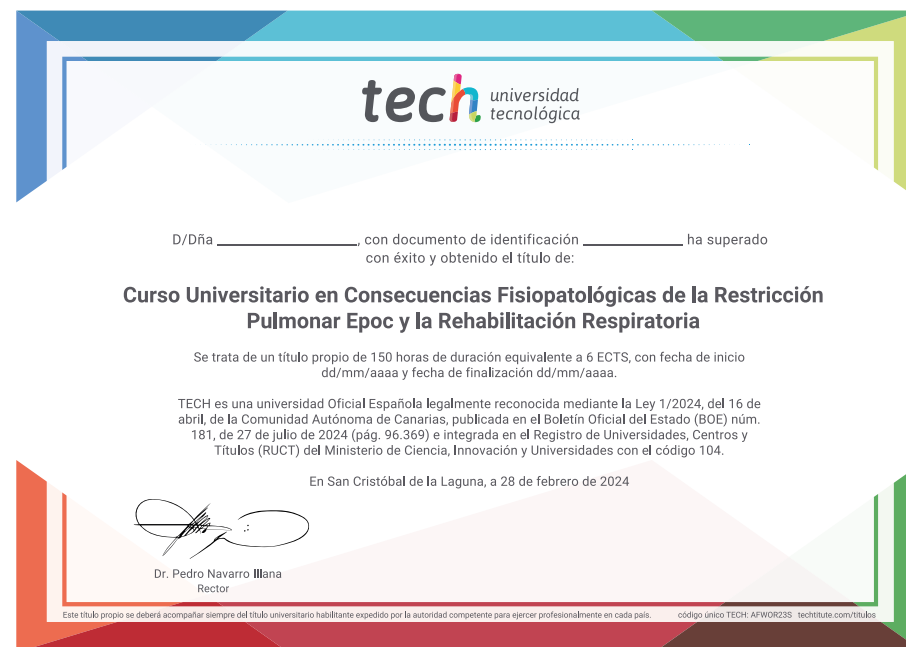 tech universidad
tecnológica
D/Dña ____________________, con documento de identificación ______________ ha superado
con éxito y obtenido el título de:
Curso Universitario en Consecuencias Fisiopatológicas de la Restricción
Pulmonar Epoc y la Rehabilitación Respiratoria
Se trata de un título propio de 150 horas de duración equivalente a 6 ECTS, con fecha de inicio
dd/mm/aaaa y fecha de finalización dd/mm/aaaa.
TECH es una universidad Oficial Española legalmente reconocida mediante la Ley 1/2024, del 16 de
abril, de la Comunidad Autónoma de Canarias, publicada en el Boletín Oficial del Estado (BOE) núm.
181, de 27 de julio de 2024 (pág. 96.369) e integrada en el Registro de Universidades, Centros y
Títulos (RUCT) del Ministerio de Ciencia, Innovación y Universidades con el código 104.
En San Cristóbal de la Laguna, a 28 de febrero de 2024
Dr. Pedro Navarro Illana
Rector
Este título propio se deberá acompañar siempre del título universitario habilitante expedido por la autoridad competente para ejercer profesionalmente en cada país. código único TECH: AFWOR23S techtitute.com/titulos